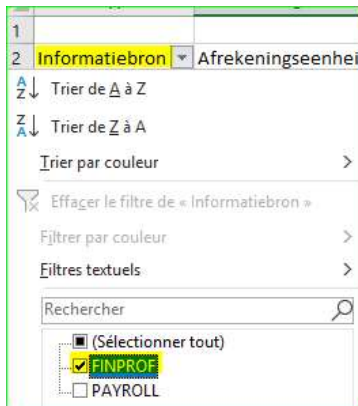 1
2 Informatiebron Afrekeningseenhei
Trier de A à Z
Trier de Z à A
Trier par couleur
Effacer le filtre de « Informatiebron »
Filtrer par couleur
Filtres textuels
Rechercher
(Sélectionner tout)
FINPROF
PAYROLL